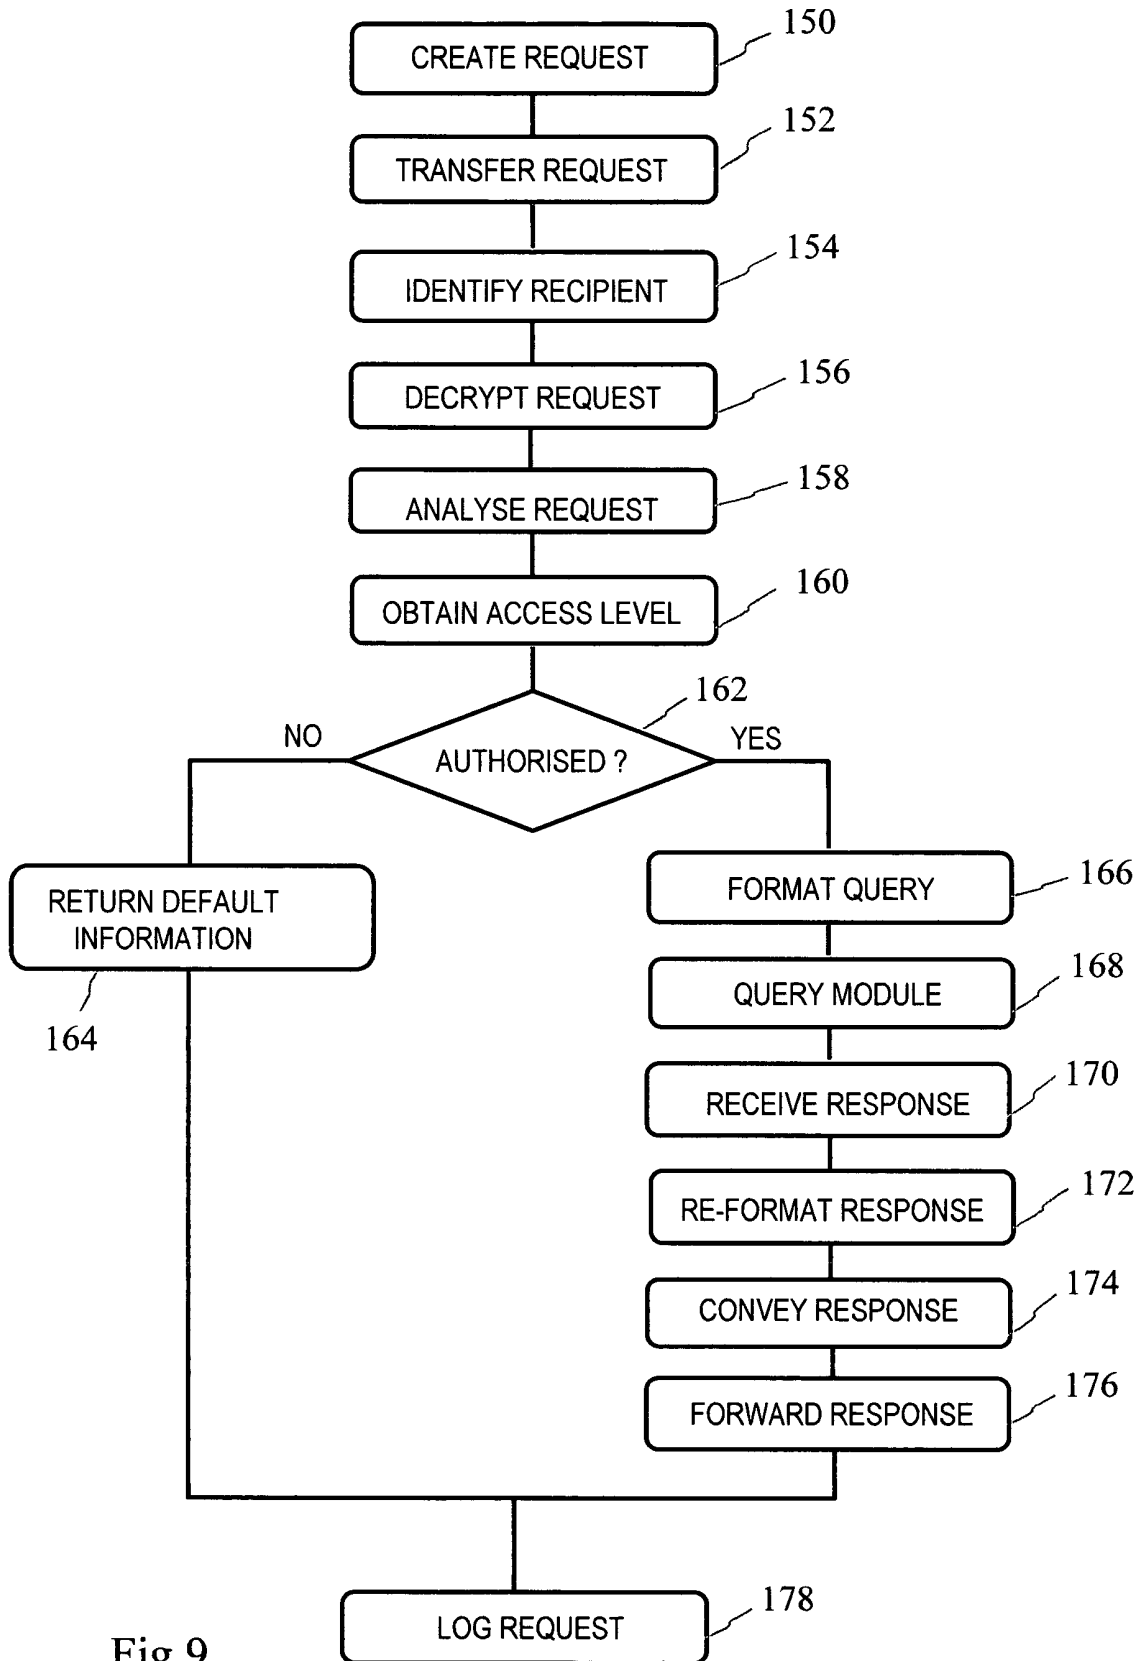 150
CREATE REQUEST
152
TRANSFER REQUEST
154
IDENTIFY RECIPIENT
156
DECRYPT REQUEST
158
ANALYSE REQUEST
160
OBTAIN ACCESS LEVEL
162
NO
YES
AUTHORISED ?
RETURN DEFAULT
INFORMATION
164
166
FORMAT QUERY
168
QUERY MODULE
170
RECEIVE RESPONSE
172
RE-FORMAT RESPONSE
174
CONVEY RESPONSE
176
FORWARD RESPONSE
178
LOG REQUEST
Fig 9